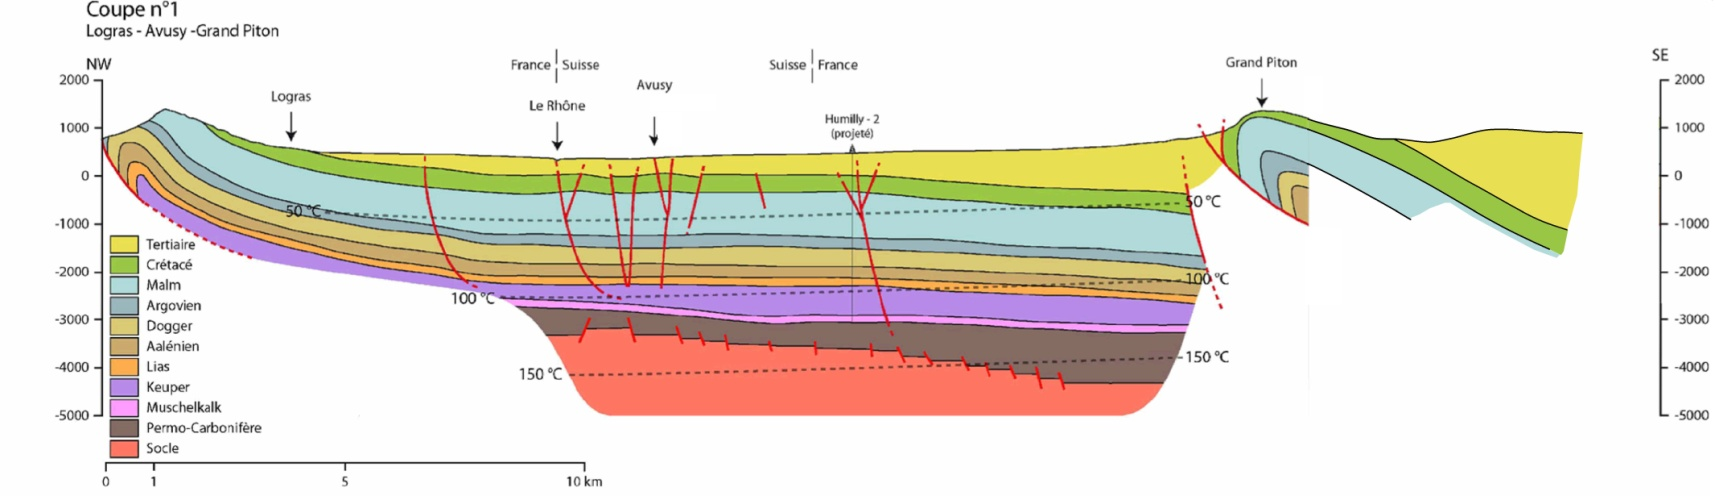 Coupe n°1
Logras - Avusy -Grand Piton
NW
SE
France
Suisse
Suisse
France
Grand Piton
Avusy
Logras
Le Rhône
Humilly - 2
(projeté)
2000
1000
0
-1000
-2000
-3000
-4000
-5000
2000
1000
0
-1000
-2000
-3000
-4000
-5000
50 °C
50 °C
100 °C
100 °C
150 °C
150 °C
Tertiaire
Crétacé
Malm
Argovien
Dogger
Aalénien
Lias
Keuper
Muschelkalk
Permo-Carbonifère
Socle
0 1 5 10 km